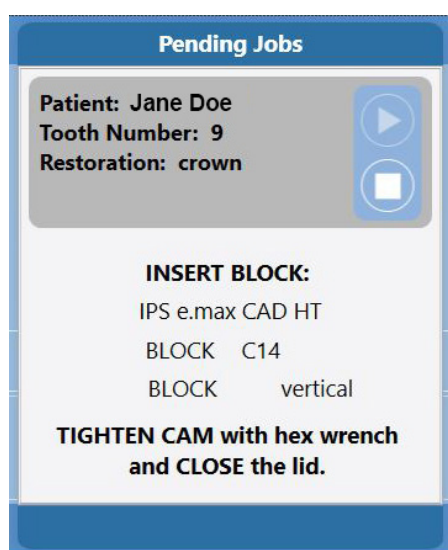 Pending Jobs
Patient: Jane Doe
Tooth Number: 9
Restoration: crown
INSERT BLOCK:
IPS e.max CAD HT
BLOCK C14
BLOCK vertical
TIGHTEN CAM with hex wrench
and CLOSE the lid.